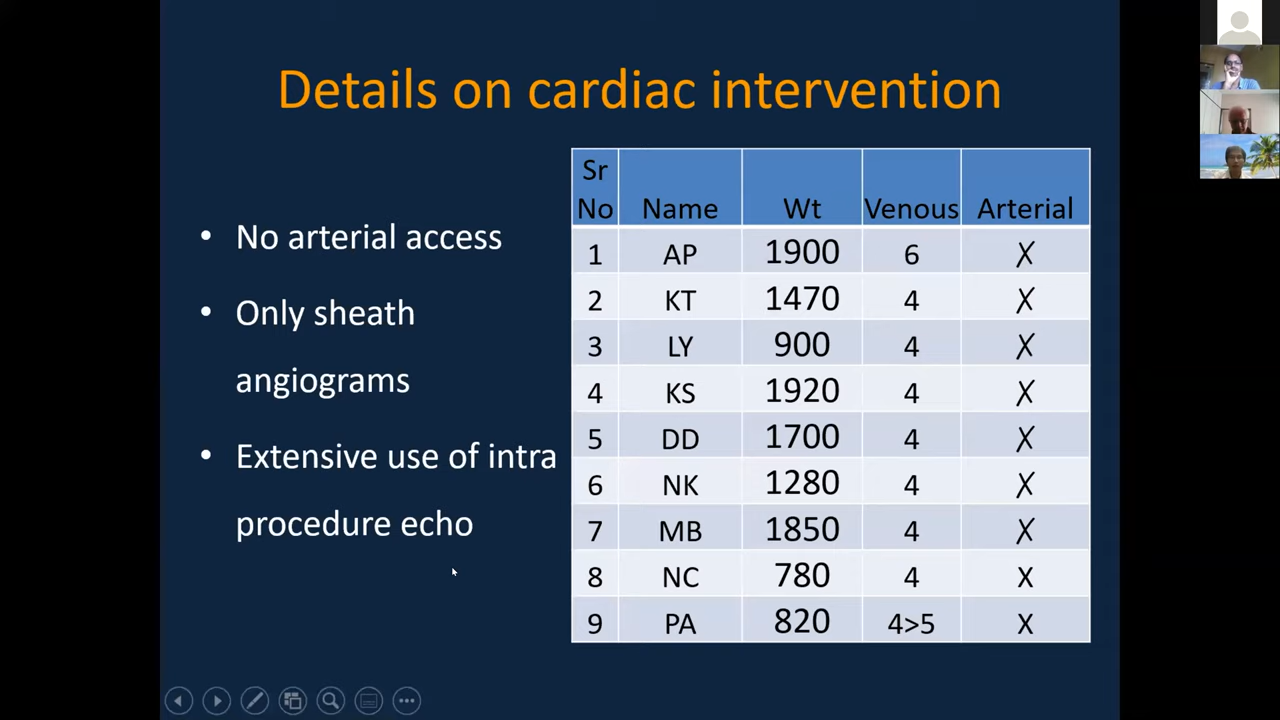 Details on cardiac intervention
• No arterial access
• Only sheath
angiograms
• Extensive use of intra
procedure echo
Sr
No Name Wt Venous Arterial
1 AP 1900 6 X
2 KT 1470 4 X
3 LY 900 4 X
4 KS 1920 4 X
5 DD 1700 4 X
6 NK 1280 4 X
7 MB 1850 4 X
8 NC 780 4 X
9 PA 820 4>5 X